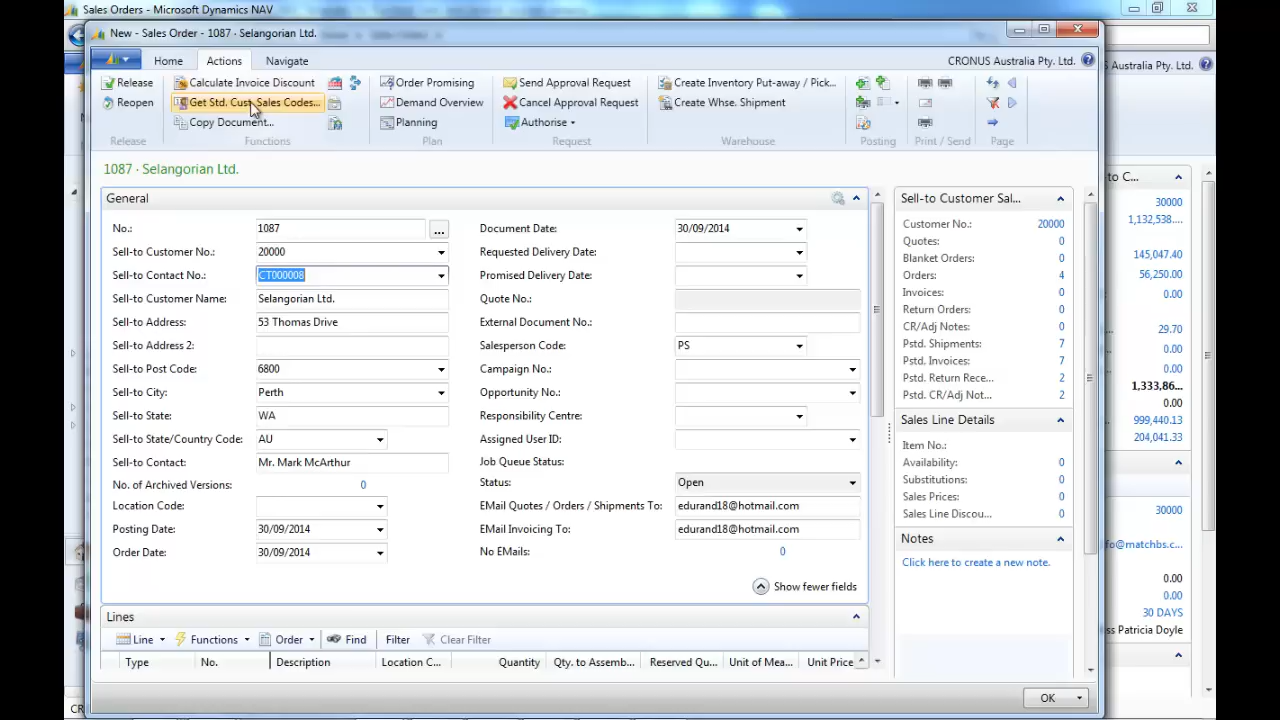 Sales Orders - Microsoft Dynamics NAV
New - Sales Order - 1087 · Selangorian Ltd.
Home
Actions
Navigate
CRONUS Australia Pty. Ltd.
Australia Pty. Ltd.
Release
Reopen
Release
Calculate Invoice Discount
Get Std. Cust. Sales Codes...
Copy Document...
Functions
Order Promising
Demand Overview
Planning
Plan
Send Approval Request
Cancel Approval Request
Authorise
Request
Create Inventory Put-away / Pick...
Create Whse. Shipment
Warehouse
Posting
Print / Send
Page
1087 · Selangorian Ltd.
General
No.: 1087
Sell-to Customer No.: 20000
Sell-to Contact No.: CT000008
Sell-to Customer Name: Selangorian Ltd.
Sell-to Address: 53 Thomas Drive
Sell-to Address 2:
Sell-to Post Code: 6800
Sell-to City: Perth
Sell-to State: WA
Sell-to State/Country Code: AU
Sell-to Contact: Mr. Mark McArthur
No. of Archived Versions: 0
Location Code:
Posting Date: 30/09/2014
Order Date: 30/09/2014
Document Date: 30/09/2014
Requested Delivery Date:
Promised Delivery Date:
Quote No.:
External Document No.:
Salesperson Code: PS
Campaign No.:
Opportunity No.:
Responsibility Centre:
Assigned User ID:
Job Queue Status:
Status: Open
EMail Quotes / Orders / Shipments To: edurand18@hotmail.com
EMail Invoicing To: edurand18@hotmail.com
No EMails: 0
Show fewer fields
Lines
Line
Functions
Order
Find
Filter
Clear Filter
Type No. Description Location C... Quantity Qty. to Assemb... Reserved Qu... Unit of Mea... Unit Price
Sell-to Customer Sal...
Customer No.: 20000
Quotes: 0
Blanket Orders: 0
Orders: 4
Invoices: 0
Return Orders: 0
CR/Adj Notes: 0
Pstd. Shipments: 7
Pstd. Invoices: 7
Pstd. Return Rece... 2
Pstd. CR/Adj Not... 2
Sales Line Details
Item No.:
Availability: 0
Substitutions: 0
Sales Prices: 0
Sales Line Discou... 0
Notes
Click here to create a new note.
OK
to C...
30000
1,132,538....
145,047.40
56,250.00
0.00
29.70
0.00
0.00
1,333,86...
0.00
999,440.13
204,041.33
30000
fo@matchbs.c...
0.00
0.00
30 DAYS
ss Patricia Doyle
CR